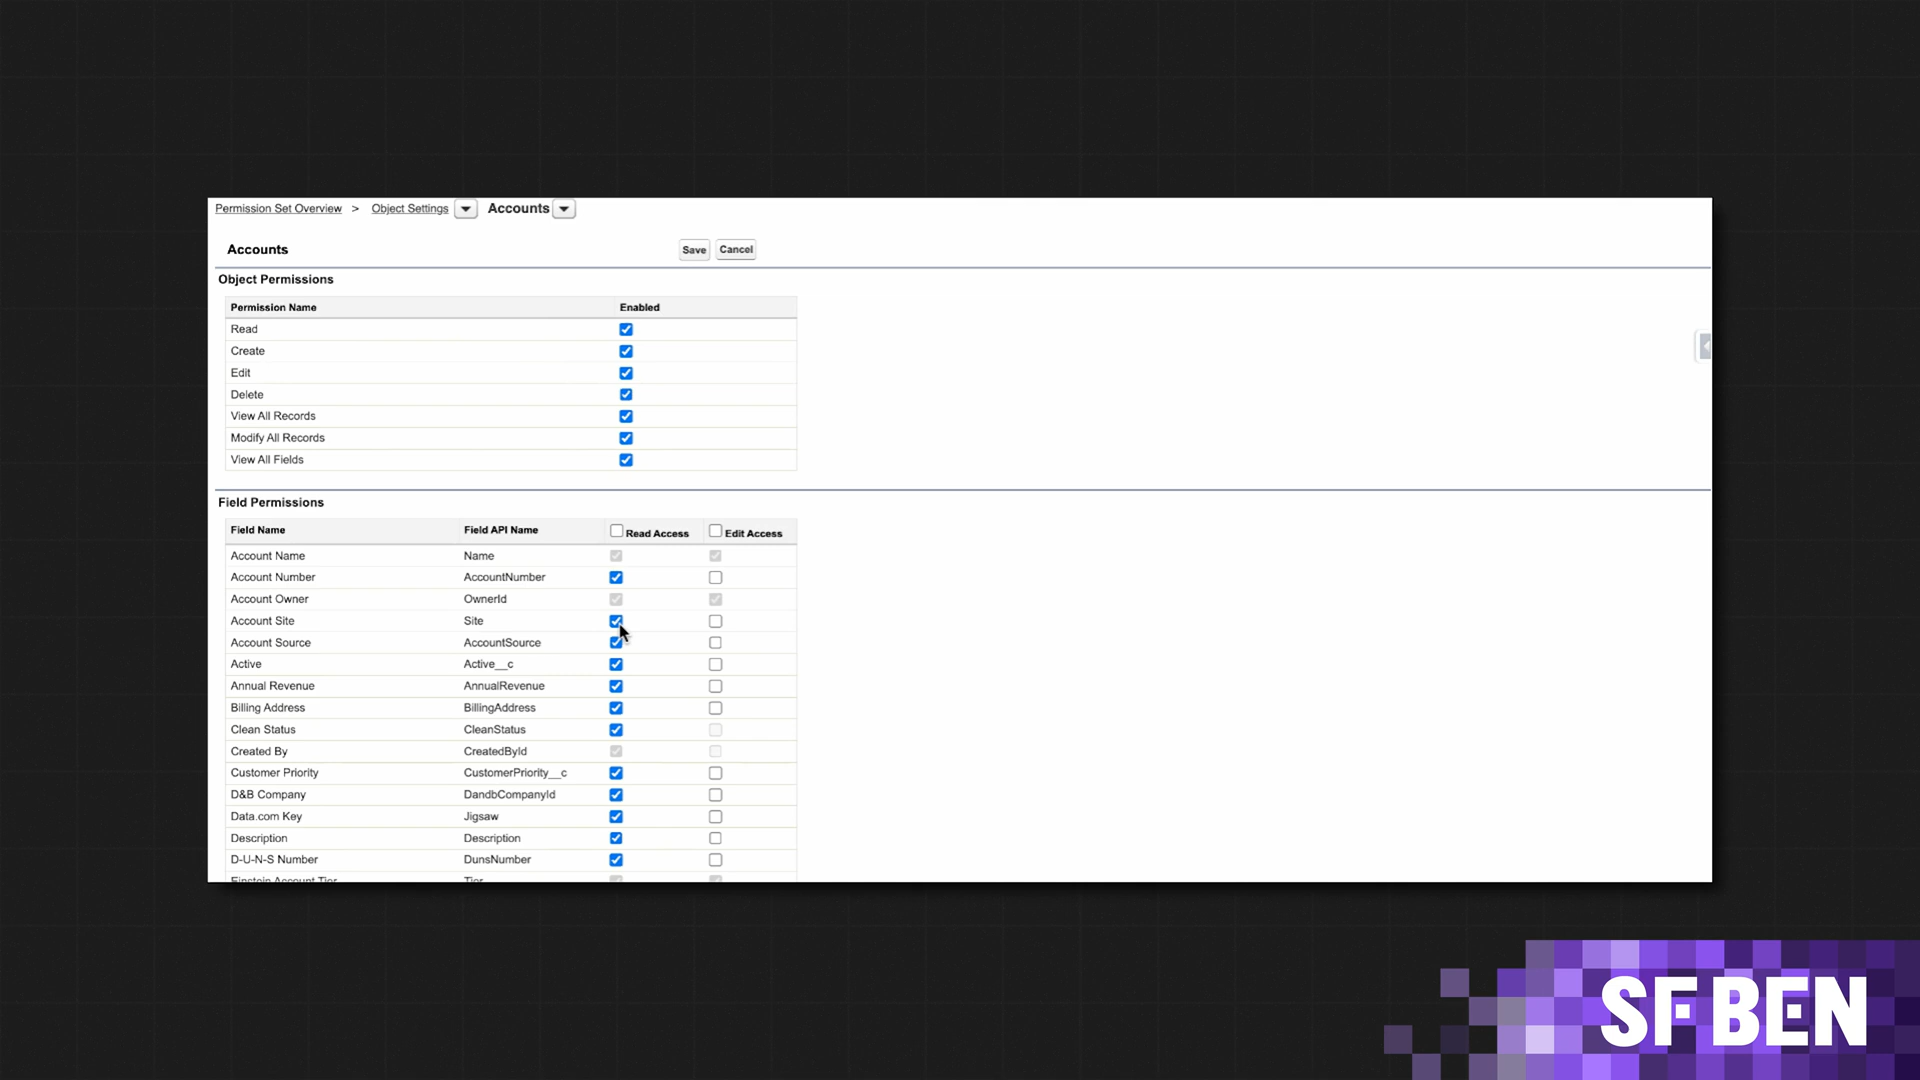 Permission Set Overview > Object Settings Accounts
Accounts Save Cancel
Object Permissions
Permission Name Enabled
Read
Create
Edit
Delete
View All Records
Modify All Records
View All Fields
Field Permissions
Field Name Field API Name Read Access Edit Access
Account Name Name
Account Number AccountNumber
Account Owner OwnerId
Account Site Site
Account Source AccountSource
Active Active__c
Annual Revenue AnnualRevenue
Billing Address BillingAddress
Clean Status CleanStatus
Created By CreatedById
Customer Priority CustomerPriority__c
D&B Company DandbCompanyId
Data.com Key Jigsaw
Description Description
D-U-N-S Number DunsNumber
Einstein Account Tier Tier
SF BEN